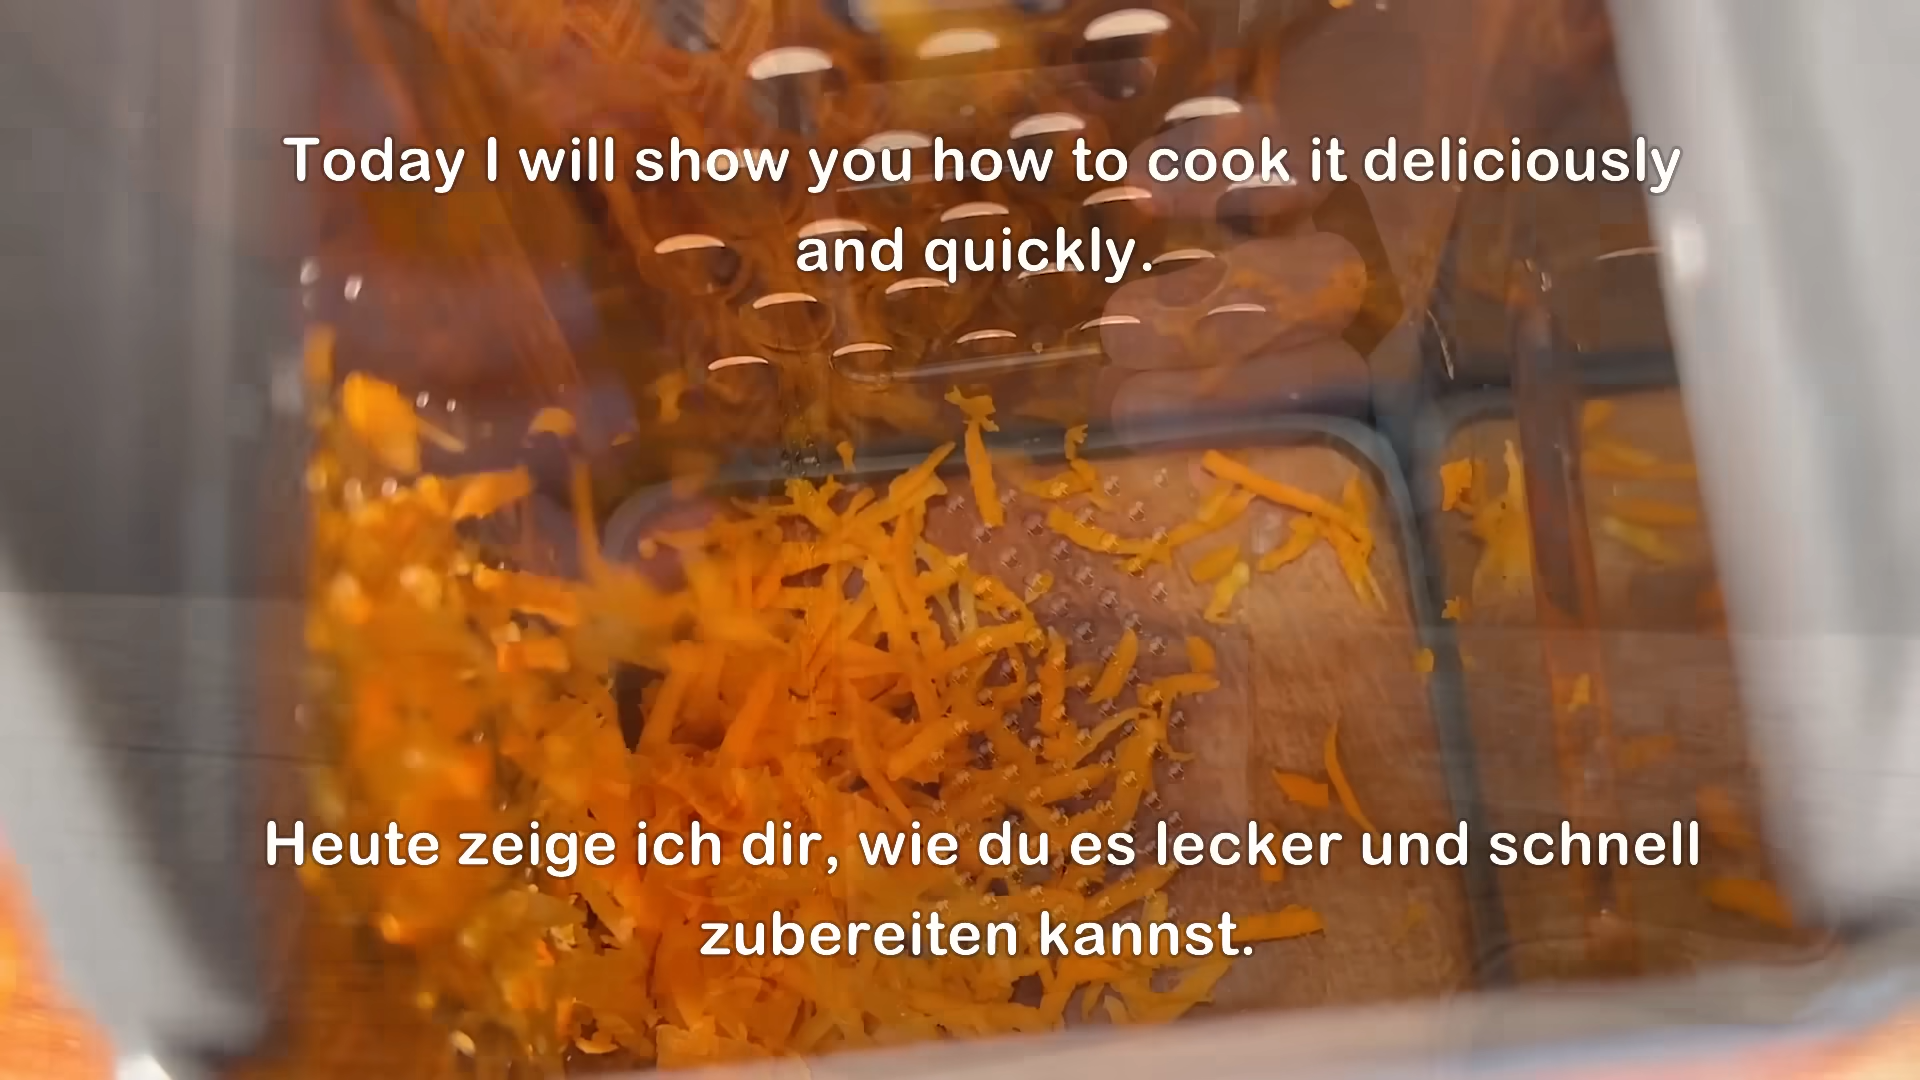 Today I will show you how to cook it deliciously
and quickly.
Heute zeige ich dir, wie du es lecker und schnell
zubereiten kannst.